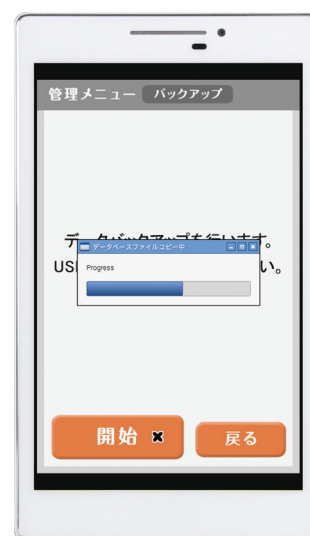 管理メニュー バックアップ
データバックアップを行います。
データベースファイルコピー中
US
い。
Progress
開始
戻る